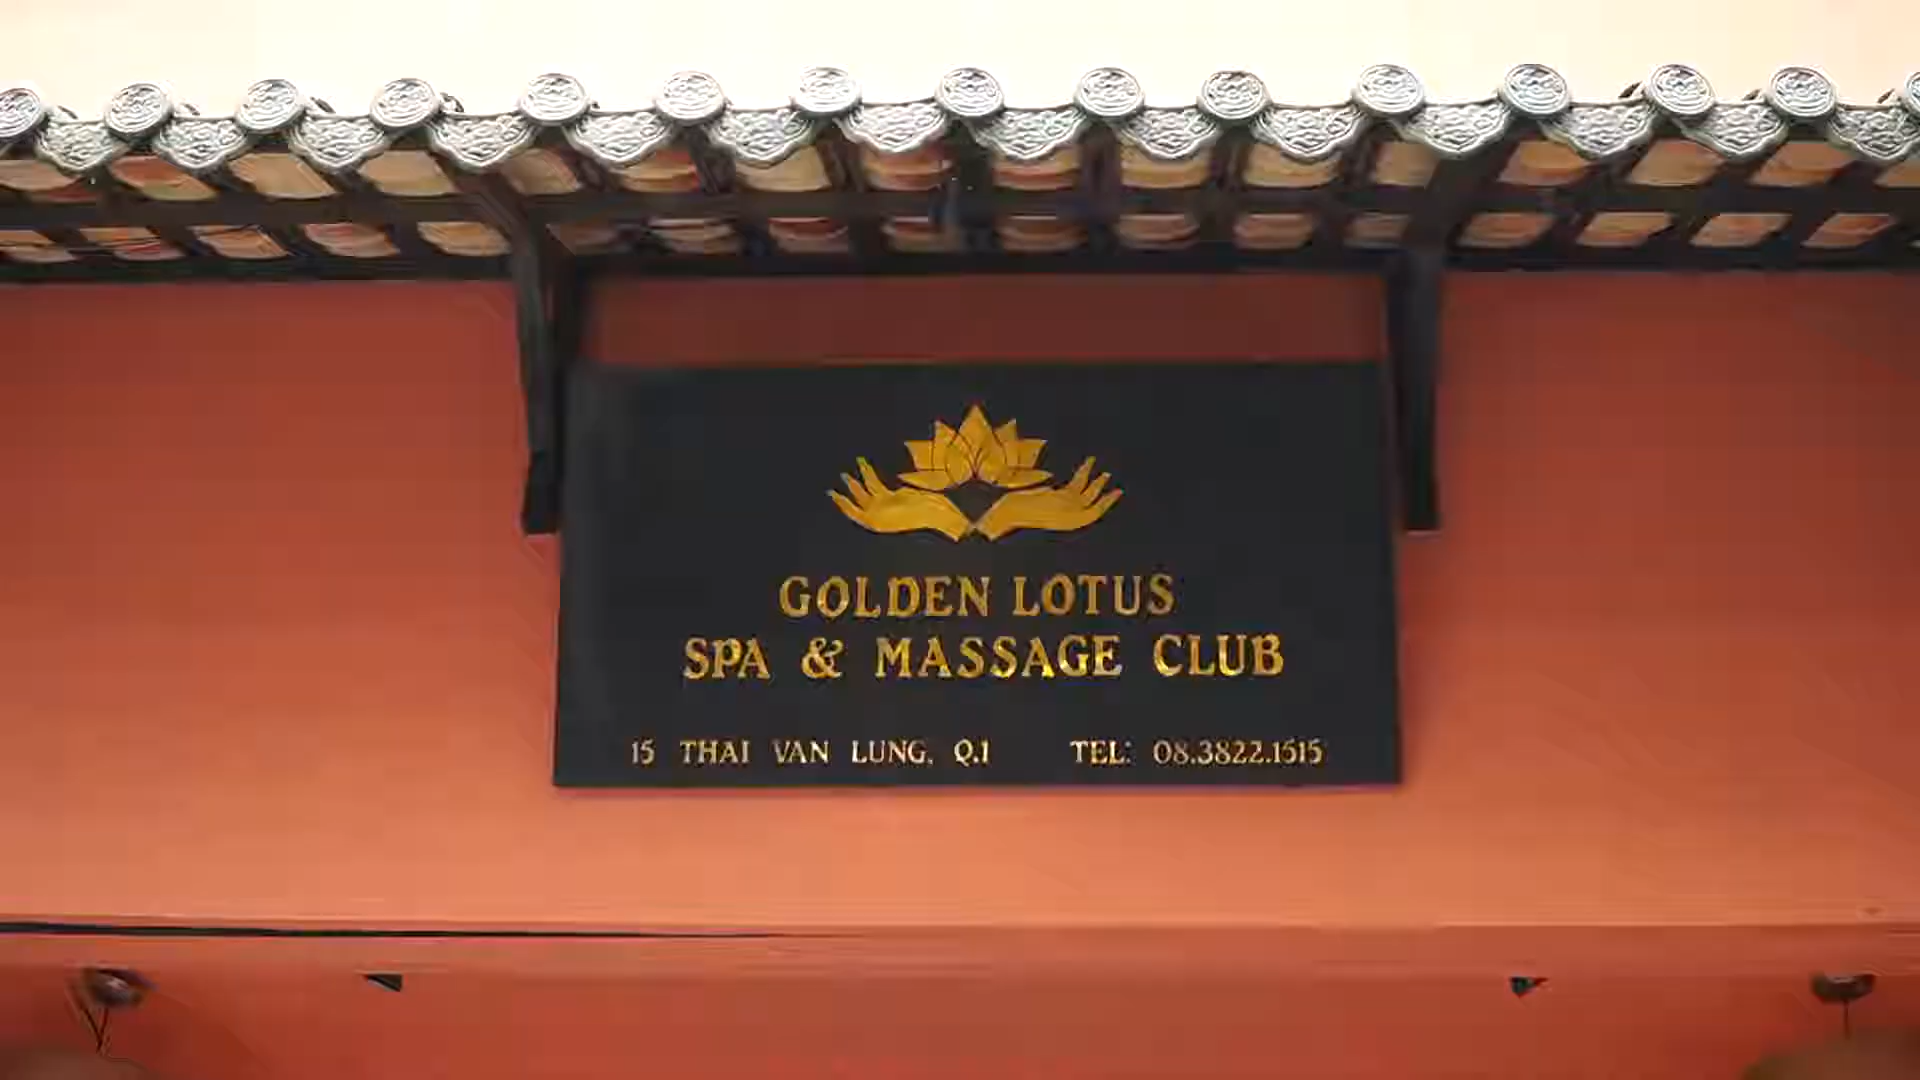 GOLDEN LOTUS
SPA & MASSAGE CLUB
15 THAI VAN LUNG, Q.1 TEL: 08.3822.1515